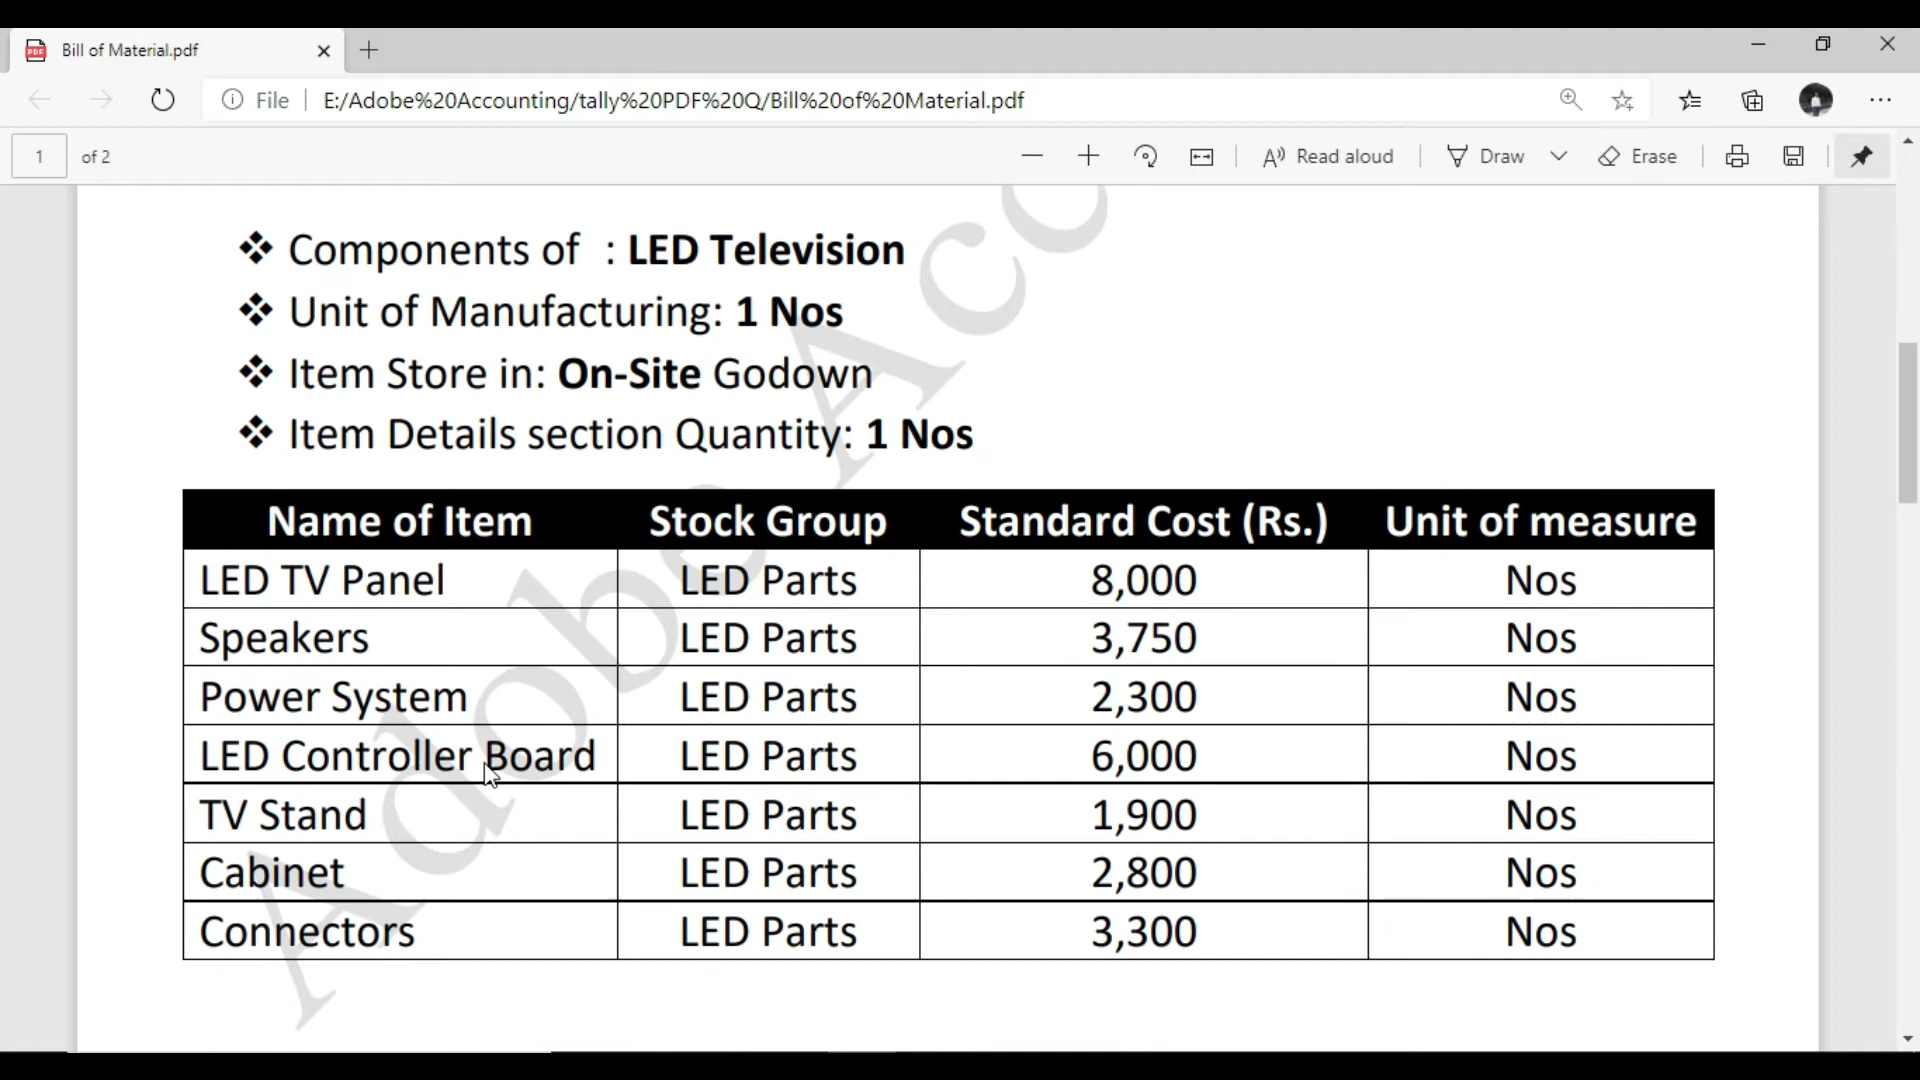 Bill of Material.pdf
File E:/Adobe%20Accounting/tally%20PDF%20Q/Bill%20of%20Material.pdf
1 of 2 Read aloud Draw Erase
Components of : LED Television
Unit of Manufacturing: 1 Nos
Item Store in: On-Site Godown
Item Details section Quantity: 1 Nos
Name of Item Stock Group Standard Cost (Rs.) Unit of measure
LED TV Panel LED Parts 8,000 Nos
Speakers LED Parts 3,750 Nos
Power System LED Parts 2,300 Nos
LED Controller Board LED Parts 6,000 Nos
TV Stand LED Parts 1,900 Nos
Cabinet LED Parts 2,800 Nos
Connectors LED Parts 3,300 Nos
Adobe Acc